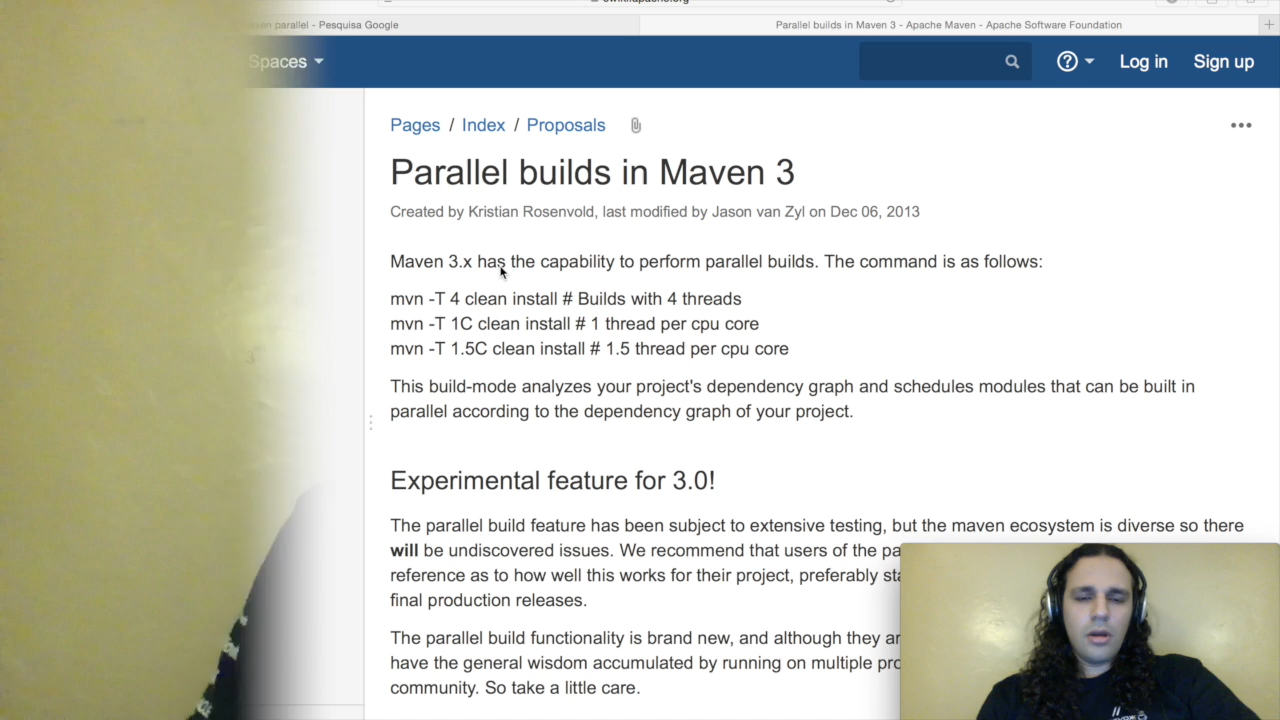 parallel - Pesquisa Google
Parallel builds in Maven 3 - Apache Maven - Apache Software Foundation
Spaces
Log in
Sign up
Pages / Index / Proposals
Parallel builds in Maven 3
Created by Kristian Rosenvold, last modified by Jason van Zyl on Dec 06, 2013
Maven 3.x has the capability to perform parallel builds. The command is as follows:
mvn -T 4 clean install # Builds with 4 threads
mvn -T 1C clean install # 1 thread per cpu core
mvn -T 1.5C clean install # 1.5 thread per cpu core
This build-mode analyzes your project's dependency graph and schedules modules that can be built in
parallel according to the dependency graph of your project.
Experimental feature for 3.0!
The parallel build feature has been subject to extensive testing, but the maven ecosystem is diverse so there
will be undiscovered issues. We recommend that users of the
reference as to how well this works for their project, preferably
final production releases.
The parallel build functionality is brand new, and although they
have the general wisdom accumulated by running on multiple
community. So take a little care.